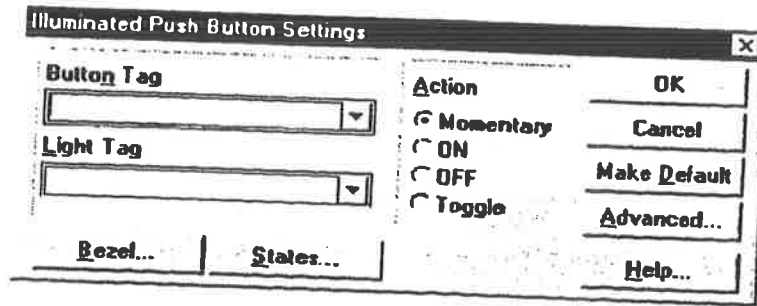 Illuminated Push Button Settings
Button Tag
Light Tag
Bezel...
States...
Action
Momentary
ON
OFF
Toggle
OK
Cancel
Make Default
Advanced...
Help...